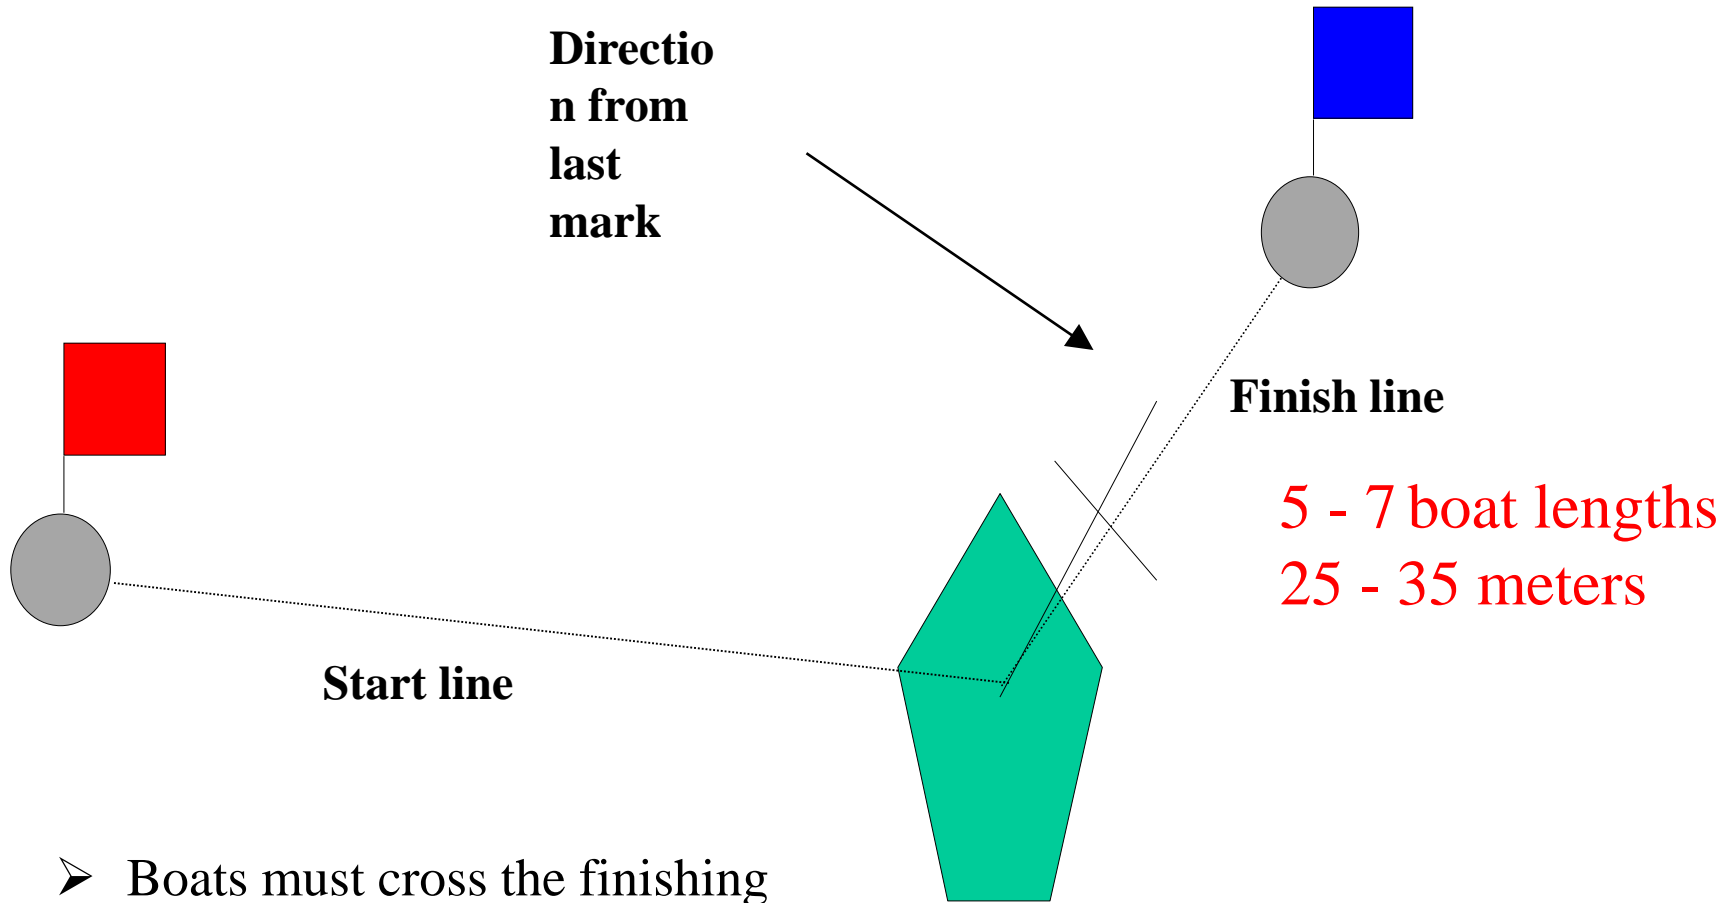 Directio
n from
last
mark
Finish line
5 - 7 boat lengths
25 - 35 meters
Start line
➢ Boats must cross the finishing